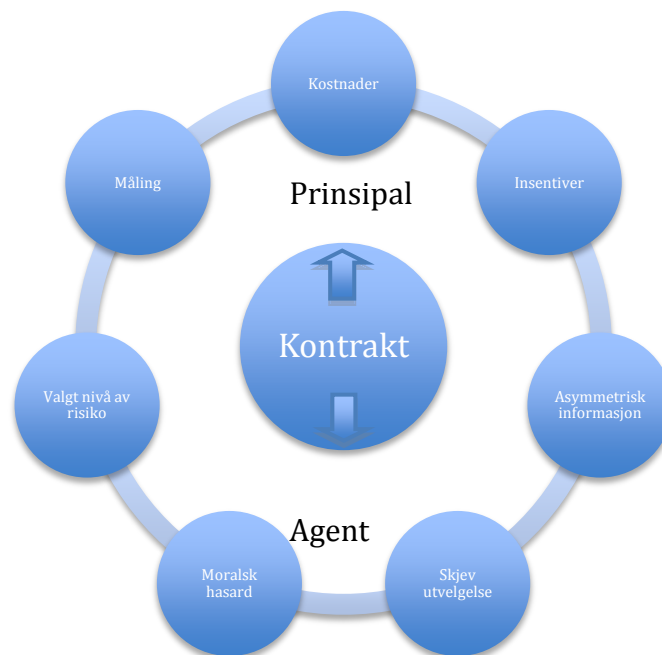 Kostnader
Måling
Insentiver
Prinsipal
Kontrakt
Valgt nivå av
risiko
Asymmetrisk
informasjon
Agent
Moralsk
hasard
Skjev
utvelgelse